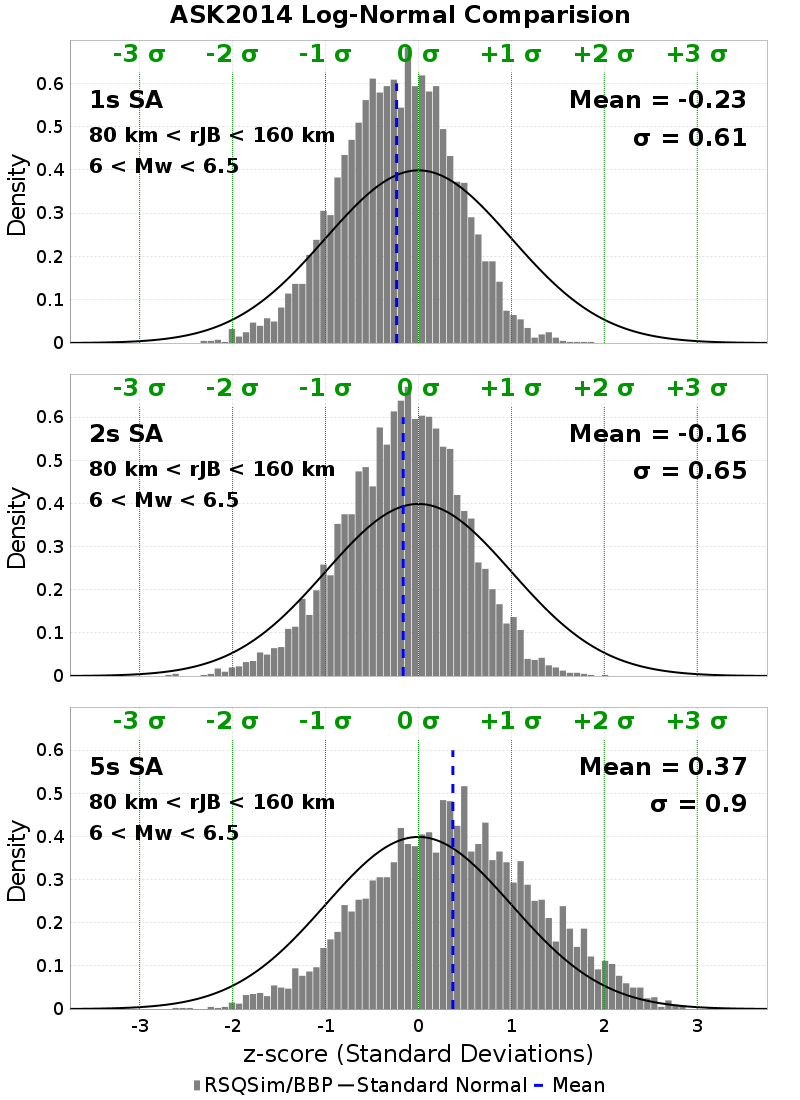 ASK2014 Log-Normal Comparision
-3 σ -2 σ -1 σ 0 σ +1 σ +2 σ +3 σ
1s SA Mean = -0.23
80 km < rJB < 160 km σ = 0.61
6 < Mw < 6.5
Density
0.6
0.5
0.4
0.3
0.2
0.1
0
-3 σ -2 σ -1 σ 0 σ +1 σ +2 σ +3 σ
2s SA Mean = -0.16
80 km < rJB < 160 km σ = 0.65
6 < Mw < 6.5
Density
0.6
0.5
0.4
0.3
0.2
0.1
0
-3 σ -2 σ -1 σ 0 σ +1 σ +2 σ +3 σ
5s SA Mean = 0.37
80 km < rJB < 160 km σ = 0.9
6 < Mw < 6.5
Density
0.6
0.5
0.4
0.3
0.2
0.1
0
-3 -2 -1 0 1 2 3
z-score (Standard Deviations)
RSQSim/BBP Standard Normal Mean